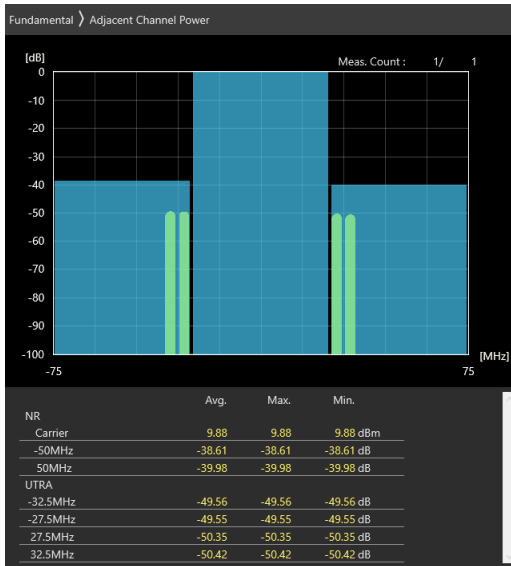 Fundamental 〉 Adjacent Channel Power
[dB]
Meas. Count : 1/ 1
0
-10
-20
-30
-40
-50
-60
-70
-80
-90
-100
[MHz]
-75 75
Avg. Max. Min.
NR
Carrier 9.88 9.88 9.88 dBm
-50MHz -38.61 -38.61 -38.61 dB
50MHz -39.98 -39.98 -39.98 dB
UTRA
-32.5MHz -49.56 -49.56 -49.56 dB
-27.5MHz -49.55 -49.55 -49.55 dB
27.5MHz -50.35 -50.35 -50.35 dB
32.5MHz -50.42 -50.42 -50.42 dB